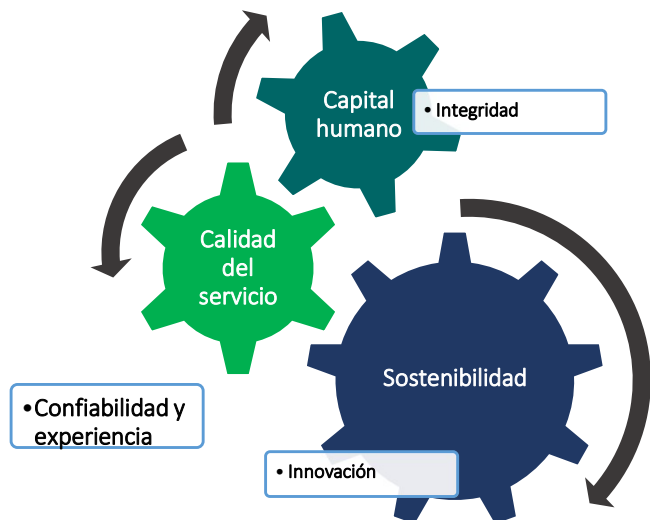 Capital
humano
• Integridad
Calidad
del
servicio
Sostenibilidad
•Confiabilidad y
experiencia
• Innovación